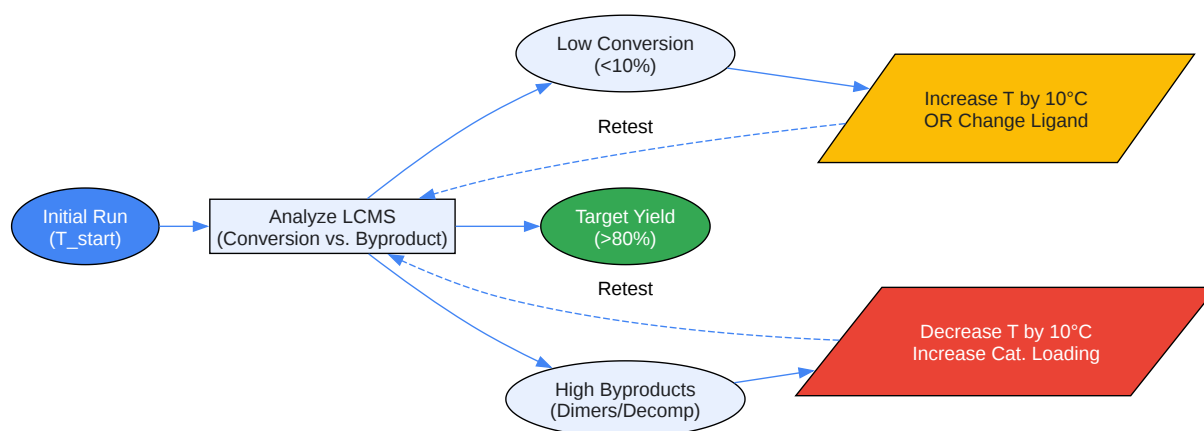 Low Conversion
(<10%)
Increase T by 10°C
OR Change Ligand
Retest
Initial Run
(T_start)
Analyze LCMS
(Conversion vs. Byproduct)
Target Yield
(>80%)
Retest
Decrease T by 10°C
Increase Cat. Loading
High Byproducts
(Dimers/Decomp)